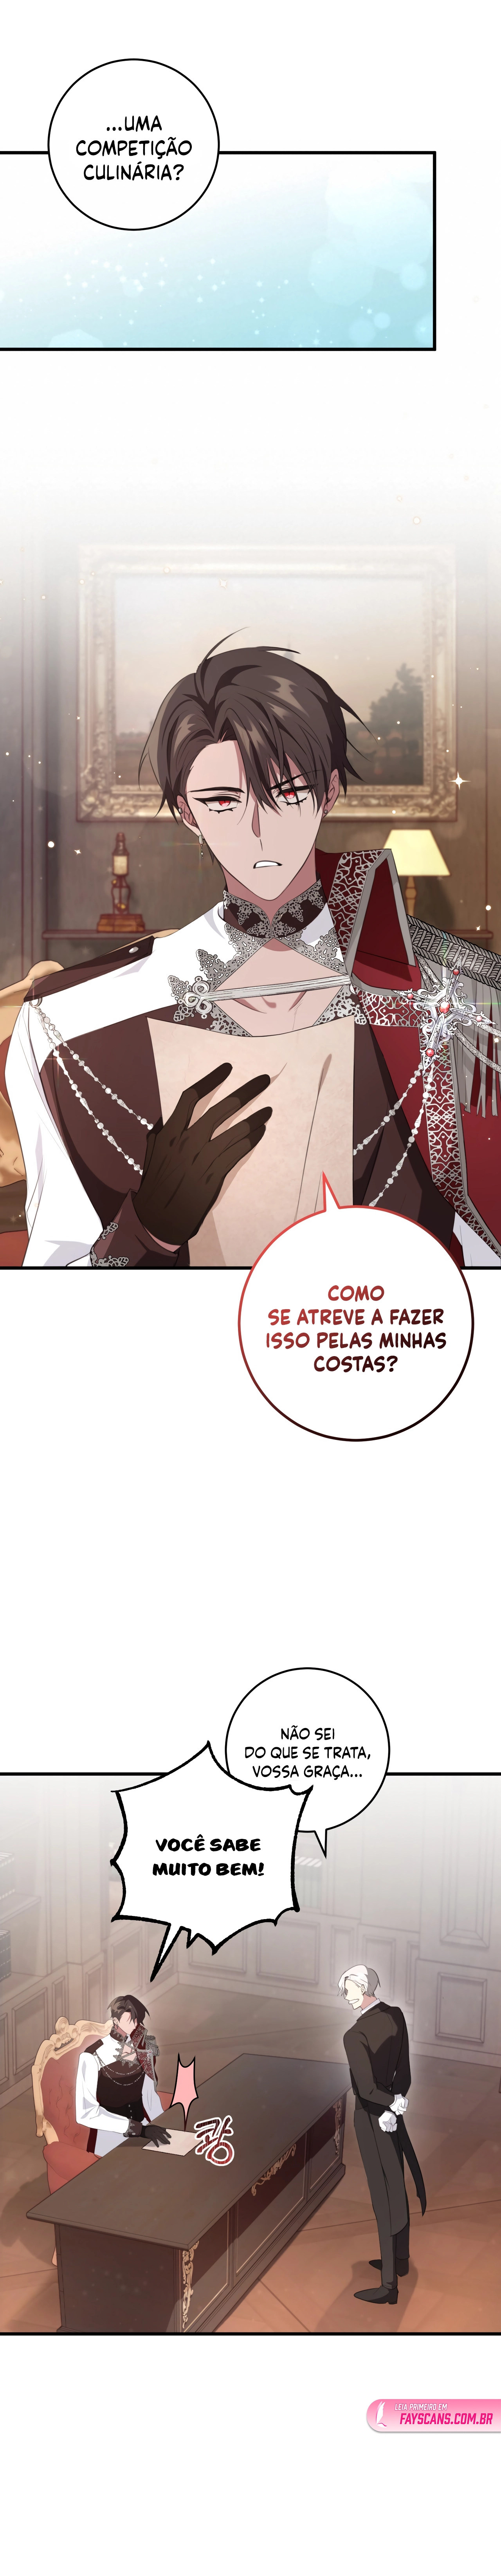 ...UMA
COMPETIÇÃO
CULINÁRIA?
COMO
SE ATREVE A FAZER
ISSO PELAS MINHAS
COSTAS?
NÃO SEI
DO QUE SE TRATA,
VOSSA GRAÇA...
VOCÊ SABE
MUITO BEM!
쾅
LEIA PRIMEIRO EM
FAYSCANS.COM.BR